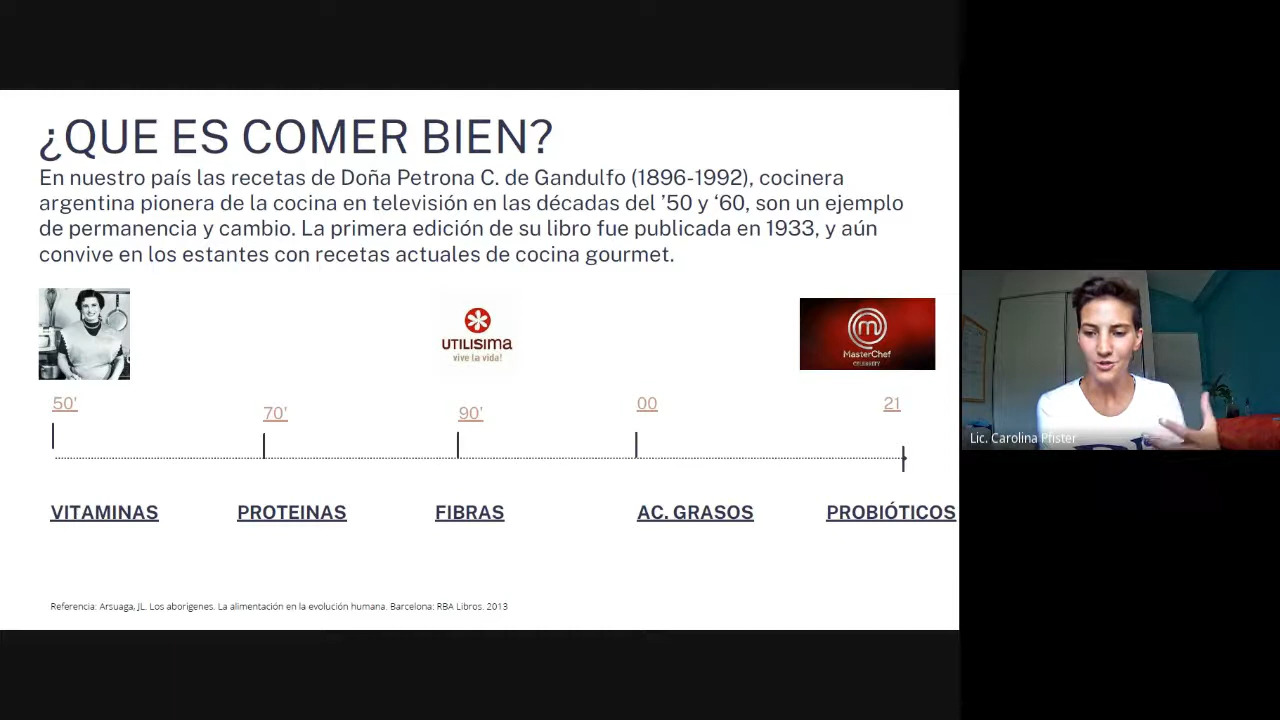 ¿QUE ES COMER BIEN?
En nuestro país las recetas de Doña Petrona C. de Gandulfo (1896-1992), cocinera
argentina pionera de la cocina en televisión en las décadas del ’50 y ‘60, son un ejemplo
de permanencia y cambio. La primera edición de su libro fue publicada en 1933, y aún
convive en los estantes con recetas actuales de cocina gourmet.
UTILISIMA
vive la vida!
MasterChef
CELEBRITY
50'
70'
90'
00
21
VITAMINAS
PROTEINAS
FIBRAS
AC. GRASOS
PROBIÓTICOS
Referencia: Arsuaga, JL. Los aborígenes. La alimentación en la evolución humana. Barcelona: RBA Libros. 2013
Lic. Carolina Pfister